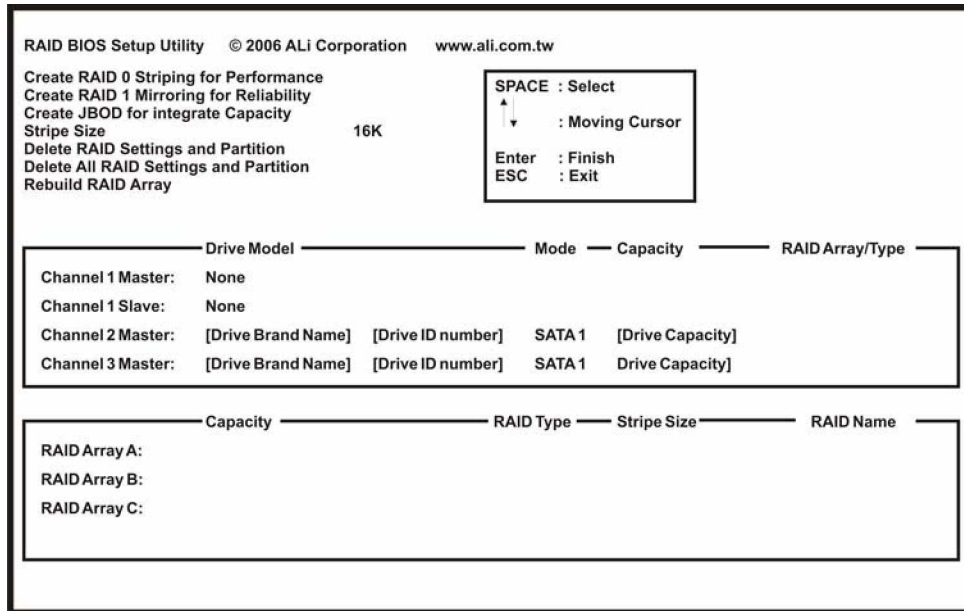 RAID BIOS Setup Utility © 2006 ALi Corporation www.ali.com.tw
Create RAID 0 Striping for Performance
Create RAID 1 Mirroring for Reliability
Create JBOD for integrate Capacity
Stripe Size 16K
Delete RAID Settings and Partition
Delete All RAID Settings and Partition
Rebuild RAID Array
SPACE : Select
: Moving Cursor
Enter : Finish
ESC : Exit
Drive Model Mode Capacity RAID Array/Type
Channel 1 Master: None
Channel 1 Slave: None
Channel 2 Master: [Drive Brand Name] [Drive ID number] SATA 1 [Drive Capacity]
Channel 3 Master: [Drive Brand Name] [Drive ID number] SATA 1 Drive Capacity]
Capacity RAID Type Stripe Size RAID Name
RAID Array A:
RAID Array B:
RAID Array C: